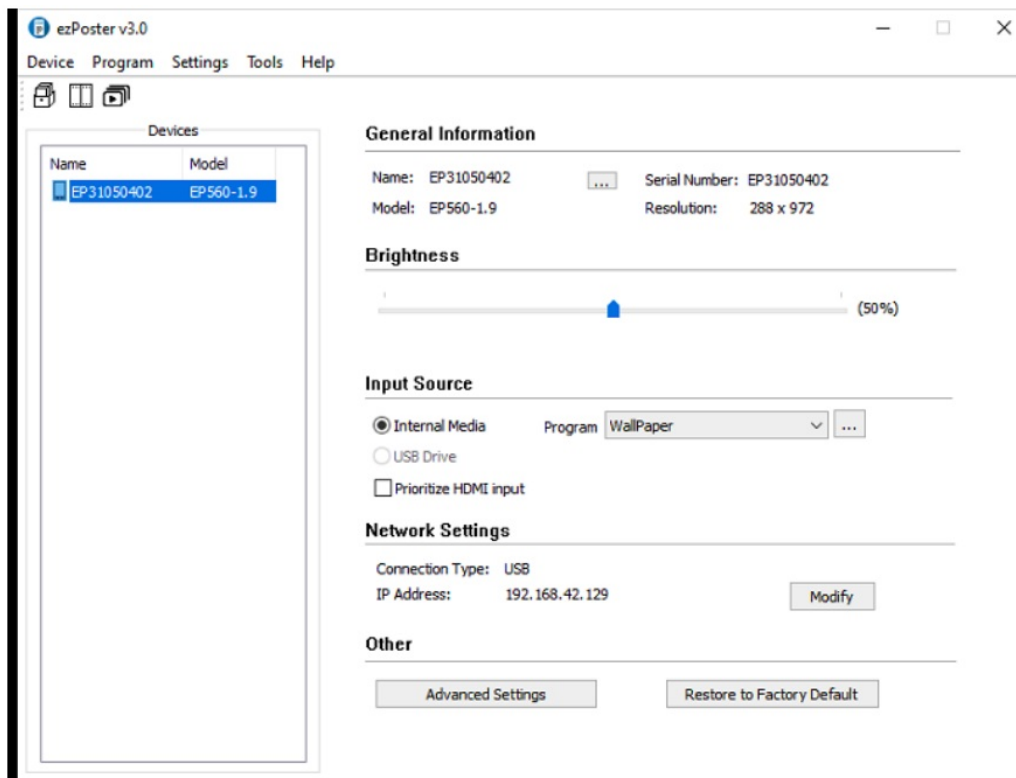 ezPoster v3.0
Device Program Settings Tools Help
Devices
Name Model
EP31050402 EP560-1.9
General Information
Name: EP31050402 ... Serial Number: EP31050402
Model: EP560-1.9 Resolution: 288 x 972
Brightness
(50%)
Input Source
Internal Media Program WallPaper ...
USB Drive
Prioritize HDMI input
Network Settings
Connection Type: USB
IP Address: 192.168.42.129 Modify
Other
Advanced Settings Restore to Factory Default